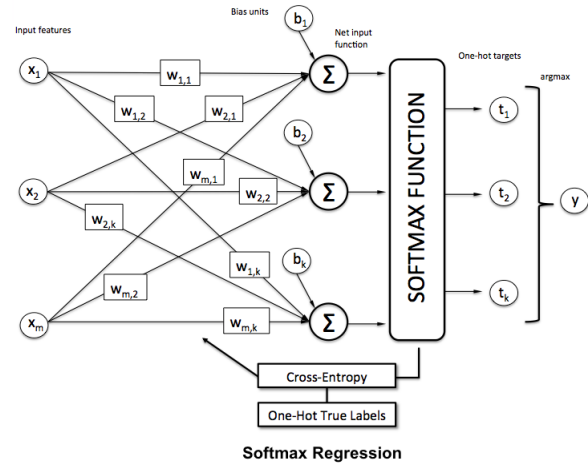 Input features
Bias units
Net input
function
One-hot targets
argmax
b1
x1
w1,1
Σ
w1,2
w2,1
t1
b2
wm,1
x2
w2,2
Σ
t2
y
w2,k
SOFTMAX FUNCTION
bk
w1,k
wm,2
tk
xm
wm,k
Σ
Cross-Entropy
One-Hot True Labels
Softmax Regression